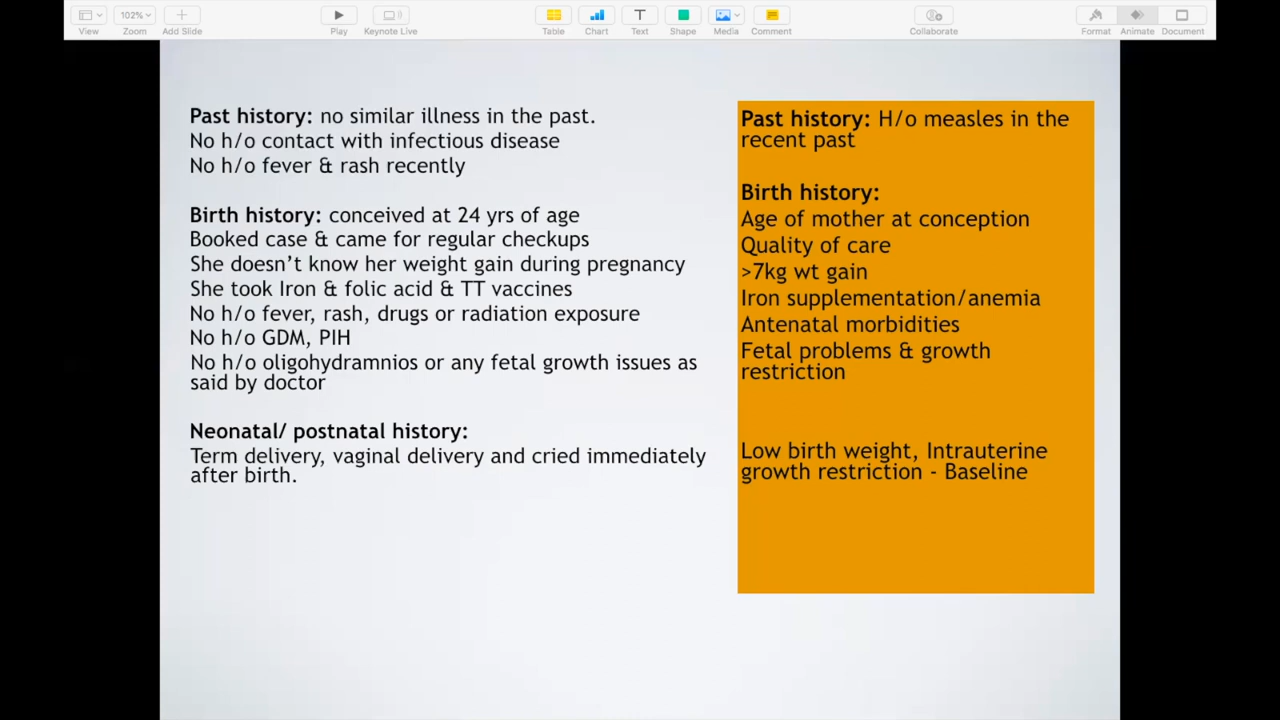 View
102%
Zoom
Add Slide
Play
Keynote Live
Table
Chart
Text
Shape
Media
Comment
Collaborate
Format
Animate
Document
Past history: no similar illness in the past.
No h/o contact with infectious disease
No h/o fever & rash recently
Birth history: conceived at 24 yrs of age
Booked case & came for regular checkups
She doesn't know her weight gain during pregnancy
She took Iron & folic acid & TT vaccines
No h/o fever, rash, drugs or radiation exposure
No h/o GDM, PIH
No h/o oligohydramnios or any fetal growth issues as
said by doctor
Neonatal/ postnatal history:
Term delivery, vaginal delivery and cried immediately
after birth.
Past history: H/o measles in the
recent past
Birth history:
Age of mother at conception
Quality of care
>7kg wt gain
Iron supplementation/anemia
Antenatal morbidities
Fetal problems & growth
restriction
Low birth weight, Intrauterine
growth restriction - Baseline